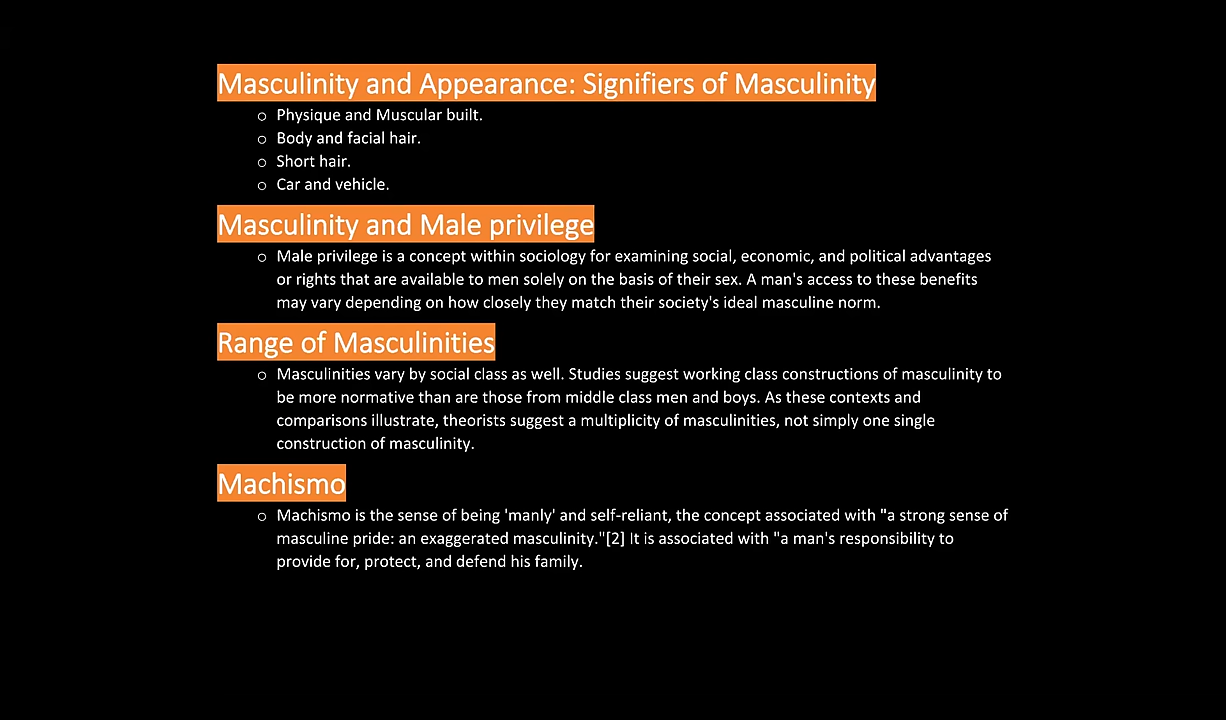 Masculinity and Appearance: Signifiers of Masculinity
o Physique and Muscular built.
o Body and facial hair.
o Short hair.
o Car and vehicle.
Masculinity and Male privilege
o Male privilege is a concept within sociology for examining social, economic, and political advantages
or rights that are available to men solely on the basis of their sex. A man's access to these benefits
may vary depending on how closely they match their society's ideal masculine norm.
Range of Masculinities
o Masculinities vary by social class as well. Studies suggest working class constructions of masculinity to
be more normative than are those from middle class men and boys. As these contexts and
comparisons illustrate, theorists suggest a multiplicity of masculinities, not simply one single
construction of masculinity.
Machismo
o Machismo is the sense of being 'manly' and self-reliant, the concept associated with "a strong sense of
masculine pride: an exaggerated masculinity."[2] It is associated with "a man's responsibility to
provide for, protect, and defend his family.